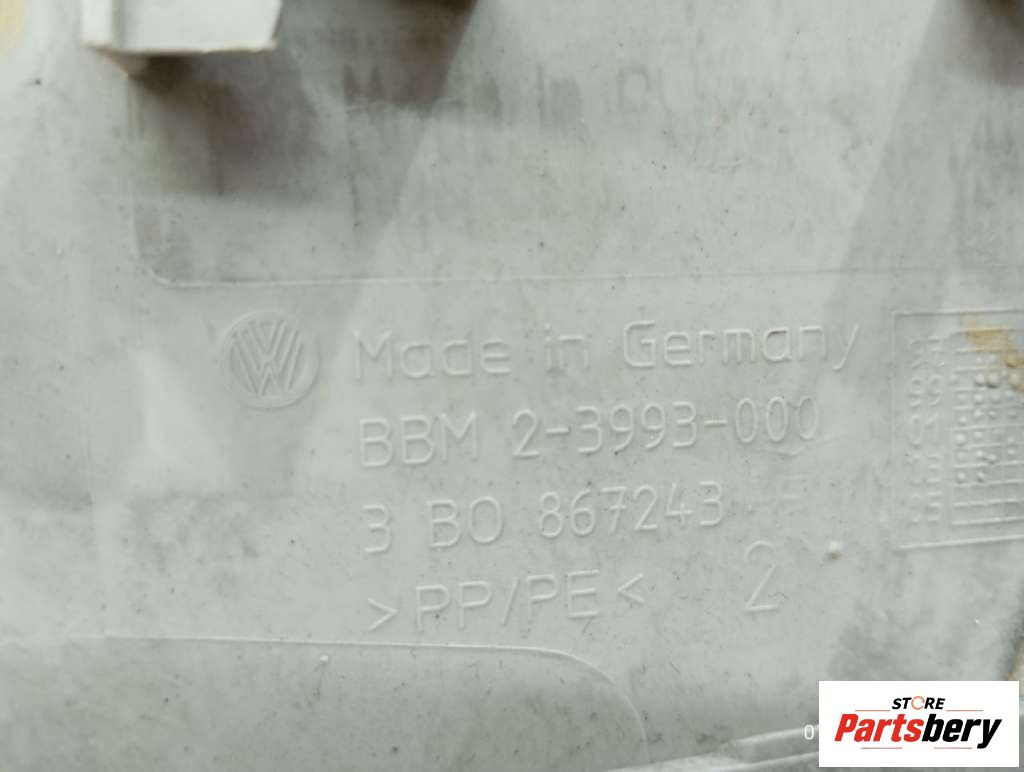 Made in Germany
BBM 2-3993-000
3 B0 867243
>PP/PE< 2
STORE
Partsbery